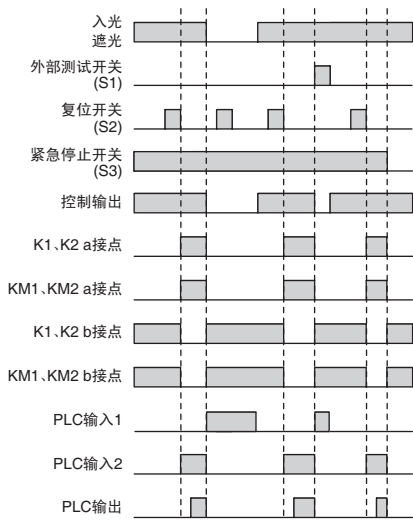 入光
遮光
外部测试开关
(S1)
复位开关
(S2)
紧急停止开关
(S3)
控制输出
K1、K2 a接点
KM1、KM2 a接点
K1、K2 b接点
KM1、KM2 b接点
PLC输入1
PLC输入2
PLC输出